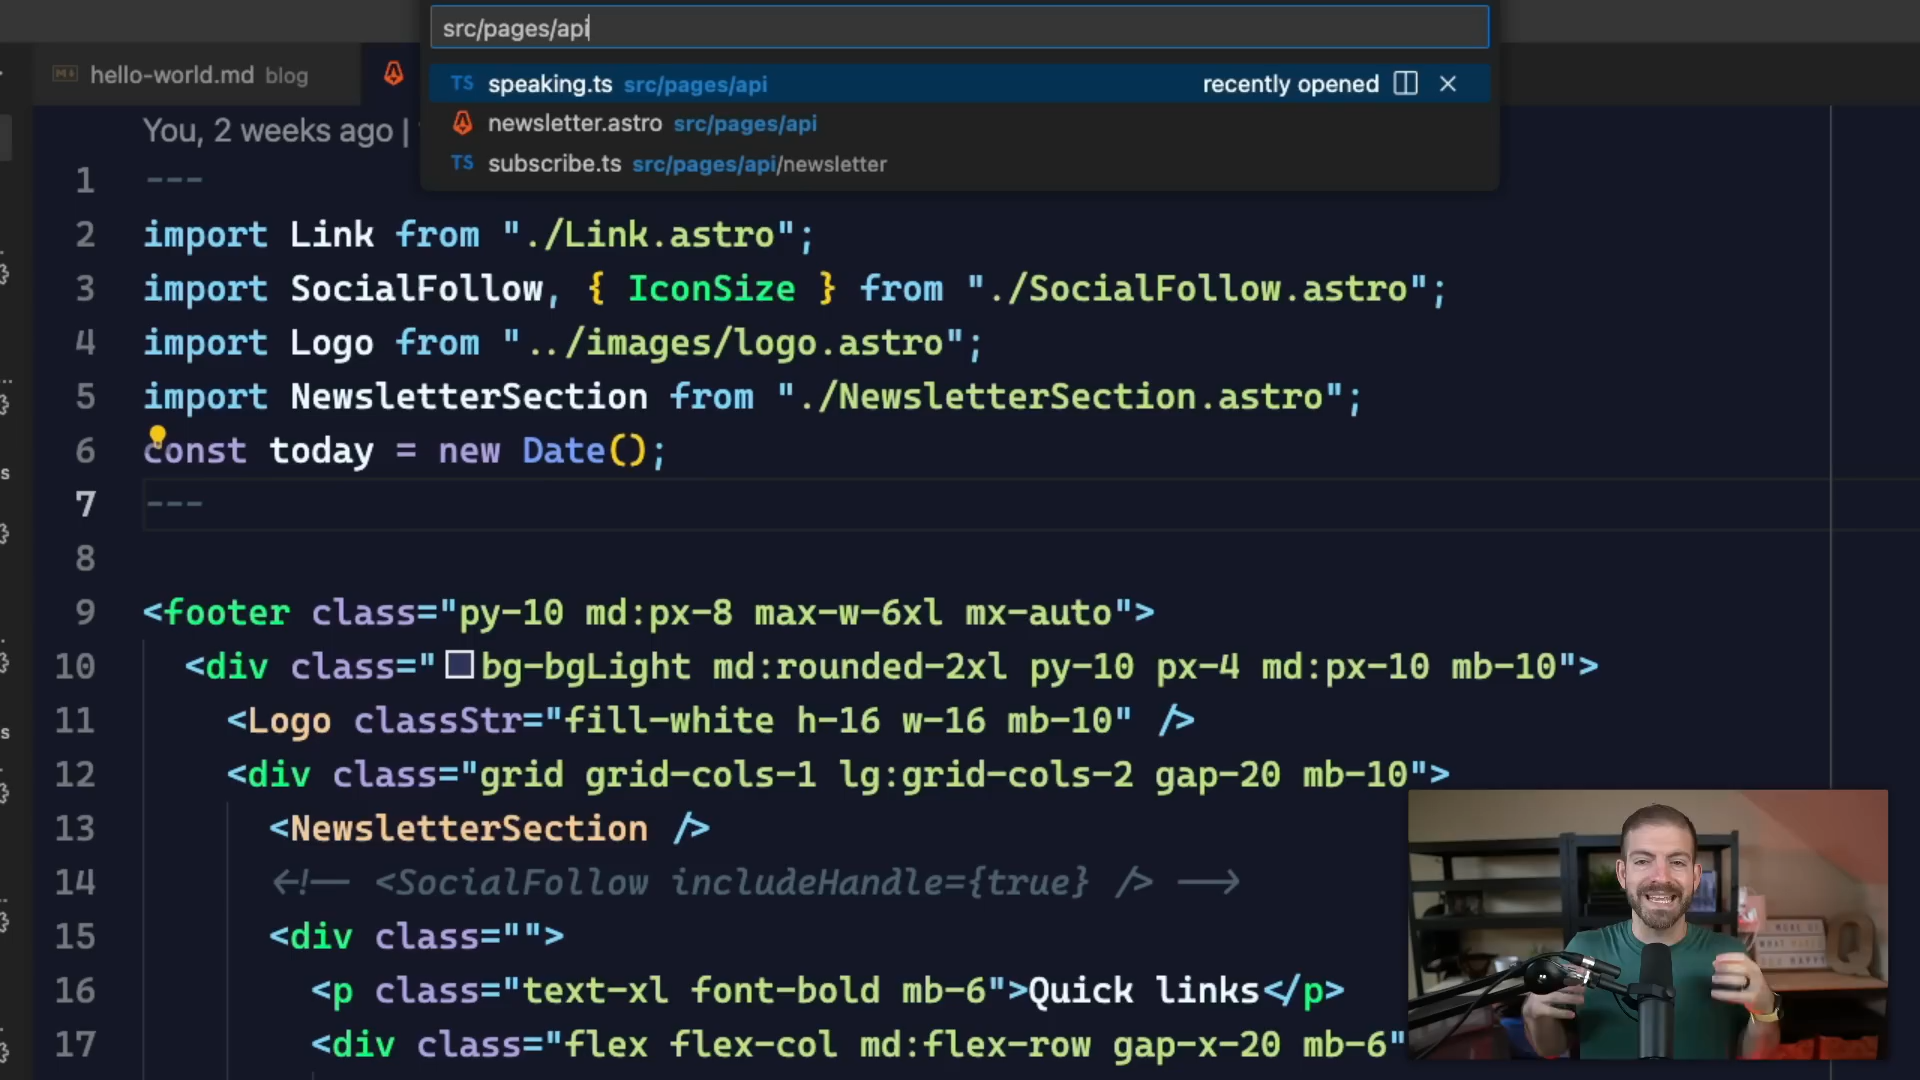 src/pages/api
hello-world.md blog
TS speaking.ts src/pages/api recently opened
newsletter.astro src/pages/api
TS subscribe.ts src/pages/api/newsletter
You, 2 weeks ago |
1 ---
2 import Link from "./Link.astro";
3 import SocialFollow, { IconSize } from "./SocialFollow.astro";
4 import Logo from "../images/logo.astro";
5 import NewsletterSection from "./NewsletterSection.astro";
6 const today = new Date();
7 ---
8
9 <footer class="py-10 md:px-8 max-w-6xl mx-auto">
10 <div class="bg-bgLight md:rounded-2xl py-10 px-4 md:px-10 mb-10">
11 <Logo classStr="fill-white h-16 w-16 mb-10" />
12 <div class="grid grid-cols-1 lg:grid-cols-2 gap-20 mb-10">
13 <NewsletterSection />
14 <!-- <SocialFollow includeHandle={true} /> -->
15 <div class="">
16 <p class="text-xl font-bold mb-6">Quick links</p>
17 <div class="flex flex-col md:flex-row gap-x-20 mb-6"